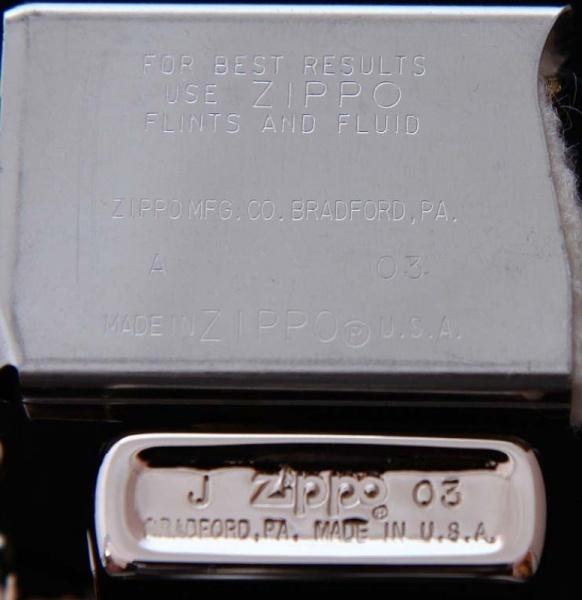 FOR BEST RESULTS
USE ZIPPO
FLINTS AND FLUID
ZIPPO MFG. CO. BRADFORD, PA.
A 03
MADE IN ZIPPO ® U.S.A.
J Zippo ® 03
BRADFORD, PA. MADE IN U.S.A.